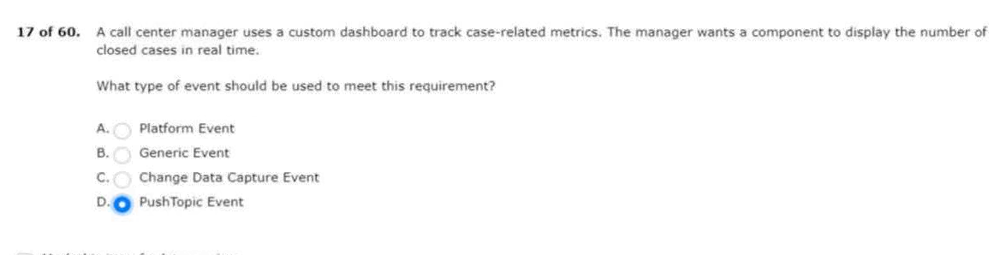 17 of 60. A call center manager uses a custom dashboard to track case-related metrics. The manager wants a component to display the number of
closed cases in real time.
What type of event should be used to meet this requirement?
A. Platform Event
B. Generic Event
C. Change Data Capture Event
D. PushTopic Event